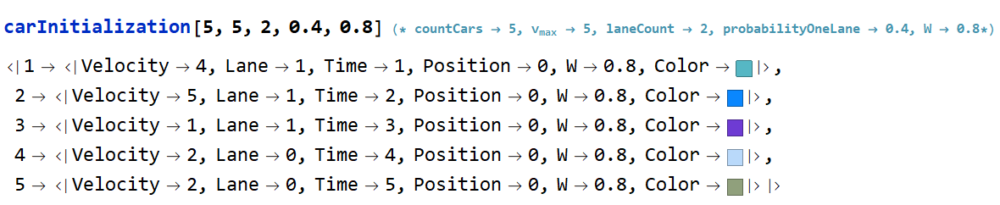 carInitialization[5, 5, 2, 0.4, 0.8] (* countCars → 5, vmax → 5, laneCount → 2, probabilityOneLane → 0.4, W → 0.8*)
<|1 → <|Velocity → 4, Lane → 1, Time → 1, Position → 0, W → 0.8, Color → |>,
2 → <|Velocity → 5, Lane → 1, Time → 2, Position → 0, W → 0.8, Color → |>,
3 → <|Velocity → 1, Lane → 1, Time → 3, Position → 0, W → 0.8, Color → |>,
4 → <|Velocity → 2, Lane → 0, Time → 4, Position → 0, W → 0.8, Color → |>,
5 → <|Velocity → 2, Lane → 0, Time → 5, Position → 0, W → 0.8, Color → |>|>